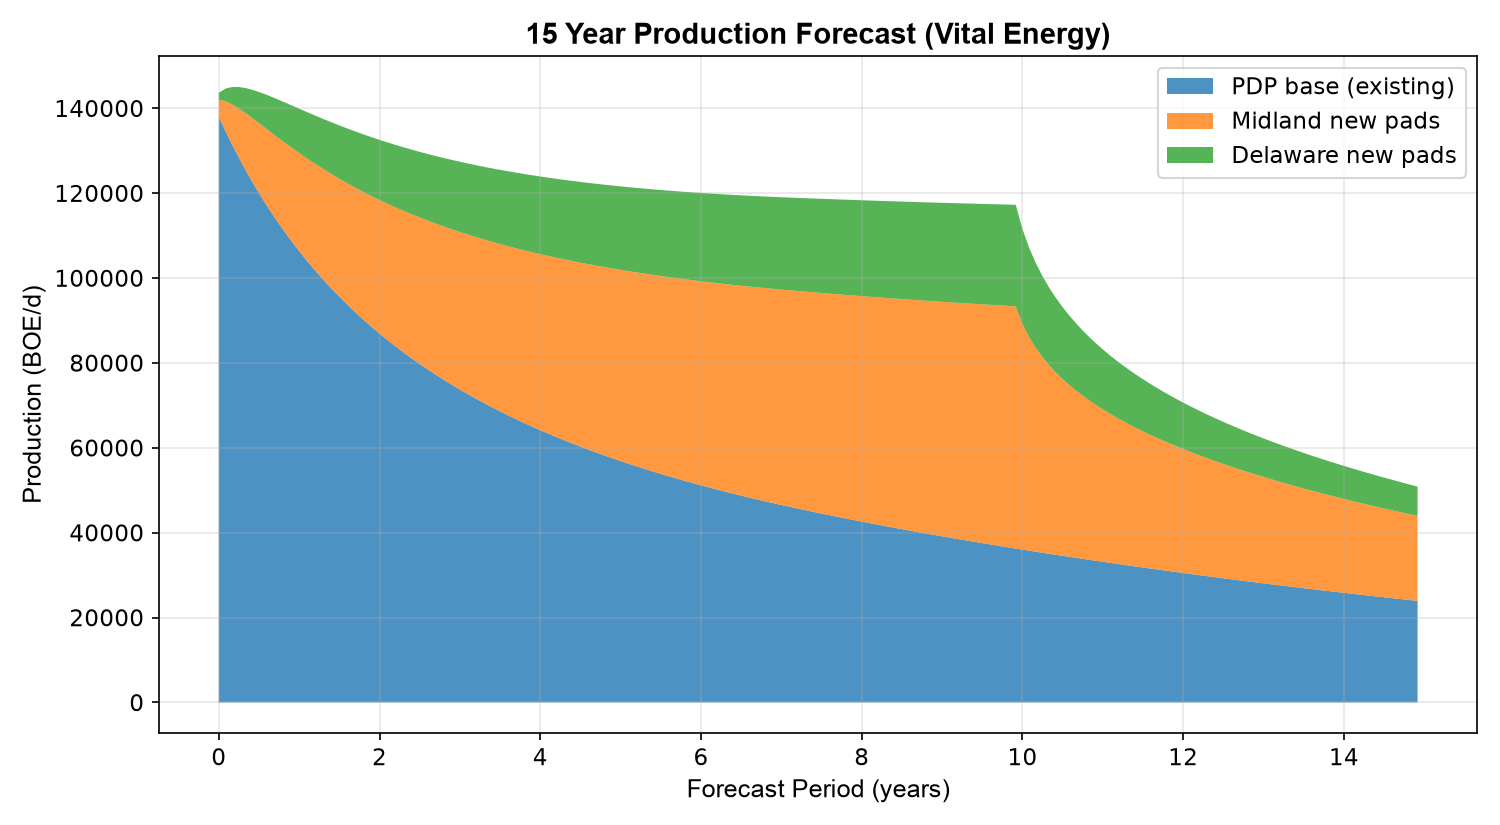 15 Year Production Forecast (Vital Energy)
PDP base (existing)
Midland new pads
Delaware new pads
Production (BOE/d)
140000
120000
100000
80000
60000
40000
20000
0
0 2 4 6 8 10 12 14
Forecast Period (years)